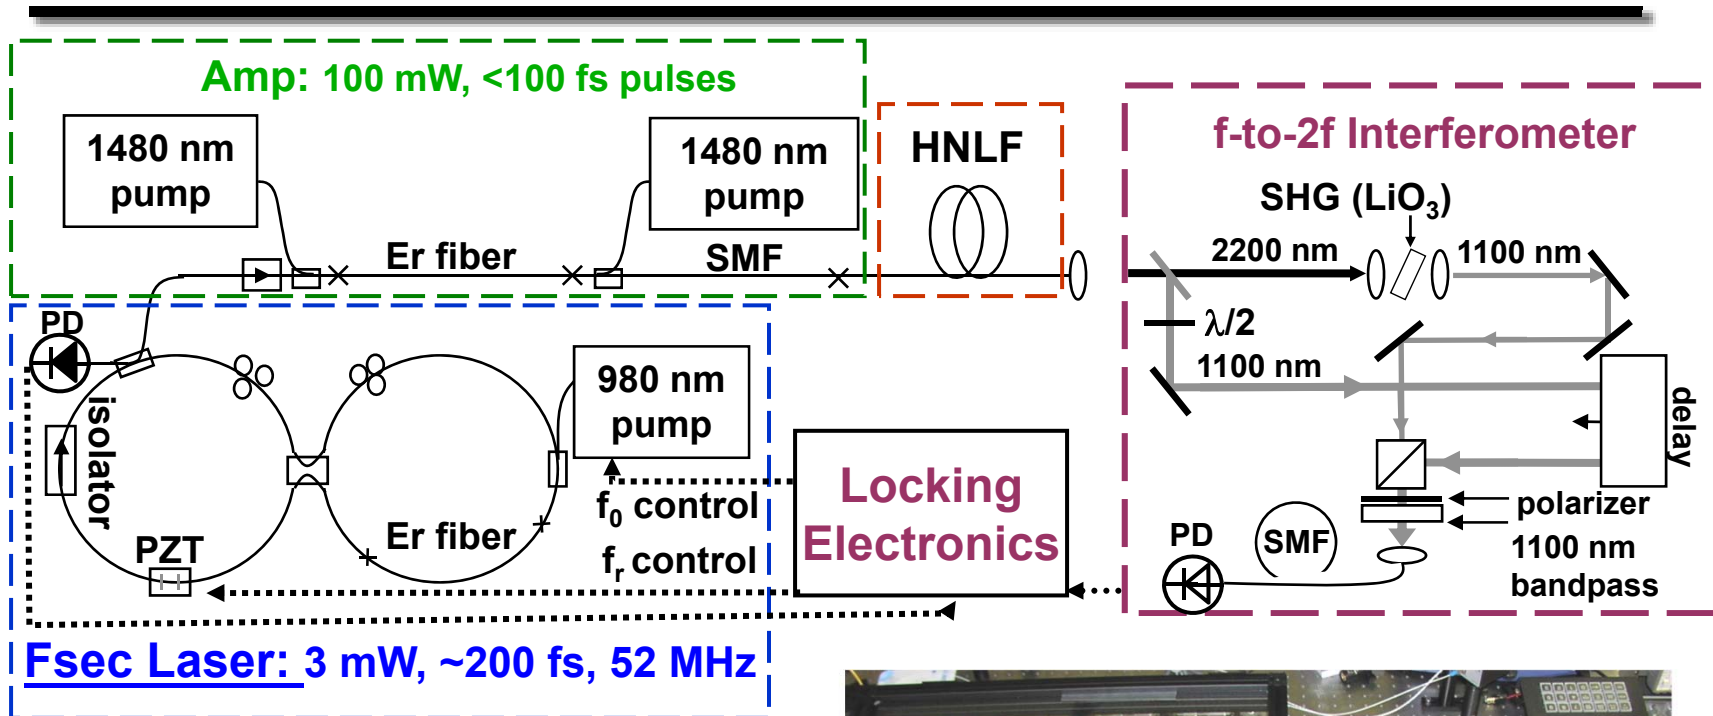 Amp: 100 mW, <100 fs pulses
1480 nm
pump
1480 nm
pump
Er fiber
SMF
HNLF
f-to-2f Interferometer
SHG (LiO₃)
2200 nm
1100 nm
λ/2
1100 nm
delay
polarizer
1100 nm
bandpass
SMF
PD
PD
isolator
PZT
Er fiber
980 nm
pump
f₀ control
fᵣ control
Locking
Electronics
Fsec Laser: 3 mW, ~200 fs, 52 MHz